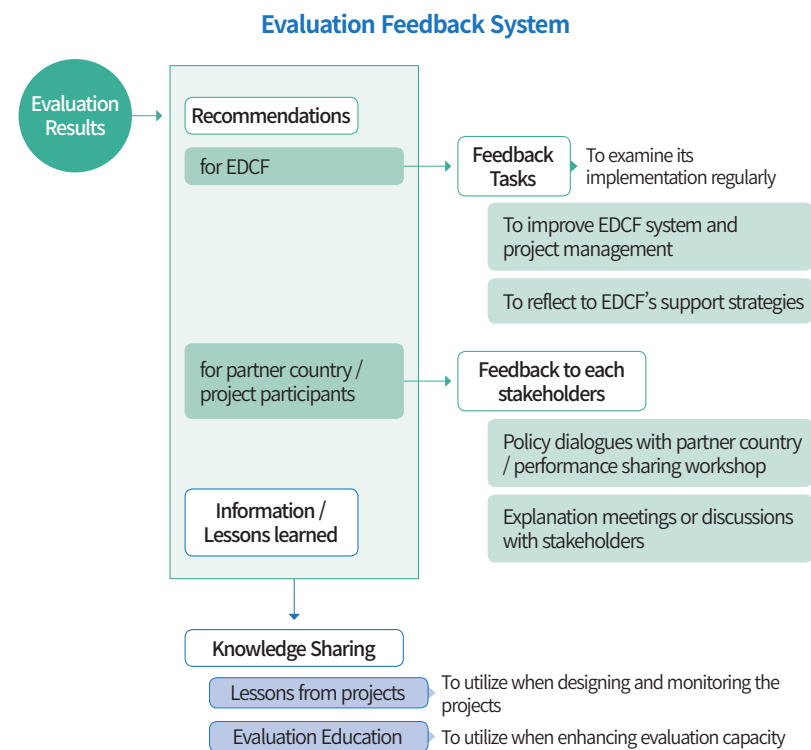 Evaluation Feedback System
Evaluation
Results
Recommendations
for EDCF
Feedback
Tasks
To examine its
implementation regularly
To improve EDCF system and
project management
To reflect to EDCF’s support strategies
for partner country /
project participants
Feedback to each
stakeholders
Policy dialogues with partner country
/ performance sharing workshop
Explanation meetings or discussions
with stakeholders
Information /
Lessons learned
Knowledge Sharing
Lessons from projects
To utilize when designing and monitoring the
projects
Evaluation Education
To utilize when enhancing evaluation capacity